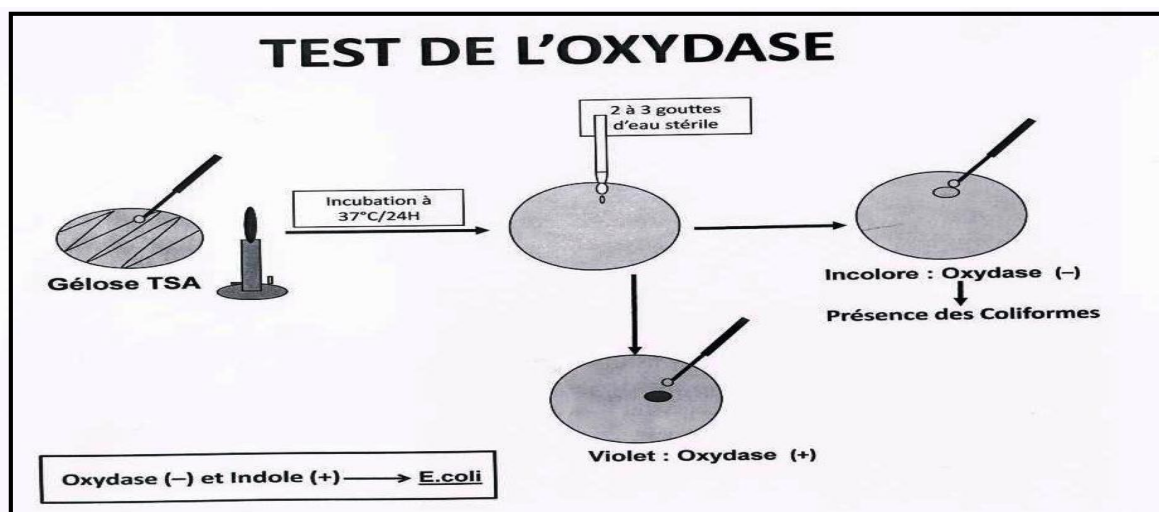 TEST DE L'OXYDASE
2 à 3 gouttes
d'eau stérile
Incubation à
37°C/24H
Gélose TSA
Incolore : Oxydase (–)
Présence des Coliformes
Violet : Oxydase (+)
Oxydase (–) et Indole (+) → E.coli